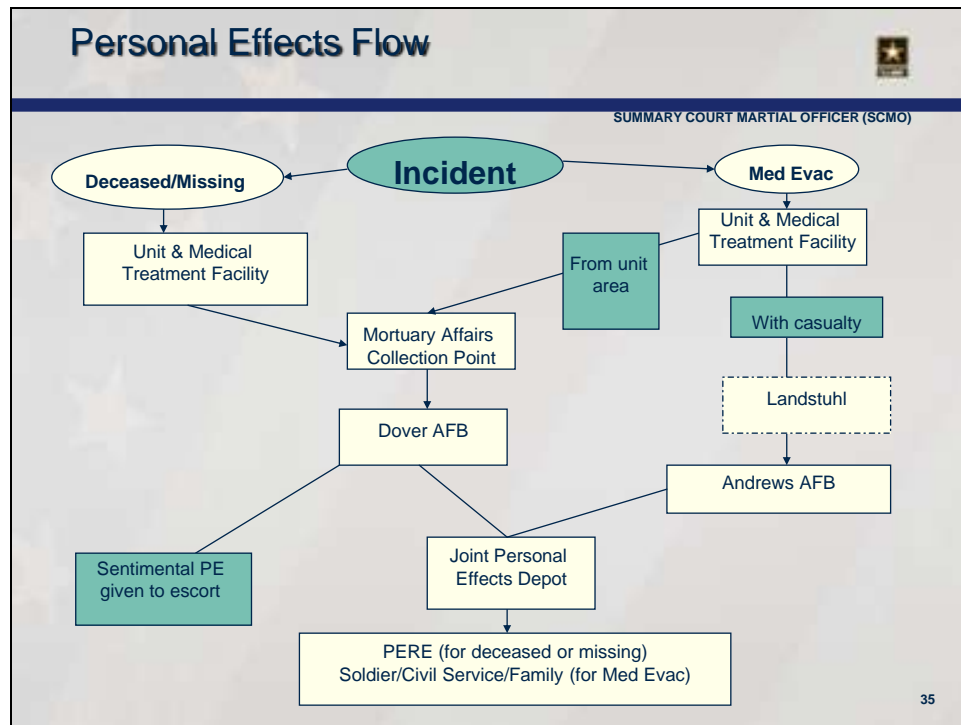 Personal Effects Flow
SUMMARY COURT MARTIAL OFFICER (SCMO)
Incident
Deceased/Missing
Med Evac
Unit & Medical
Treatment Facility
Unit & Medical
Treatment Facility
From unit
area
With casualty
Mortuary Affairs
Collection Point
Landstuhl
Dover AFB
Andrews AFB
Sentimental PE
given to escort
Joint Personal
Effects Depot
PERE (for deceased or missing)
Soldier/Civil Service/Family (for Med Evac)
35